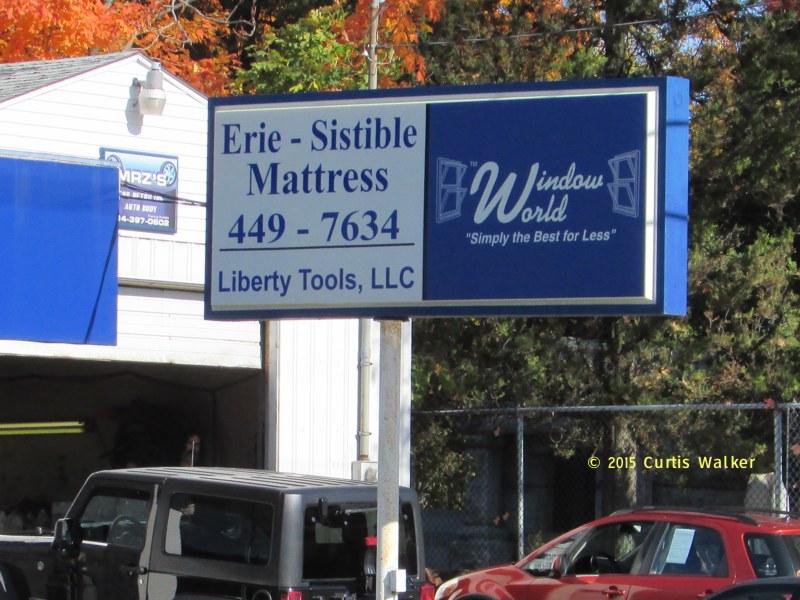 Erie - Sistible
Mattress
449 - 7634
Liberty Tools, LLC
TM
Window
World
"Simply the Best for Less"
MRZ'S
AUTO BODY
© 2015 Curtis Walker